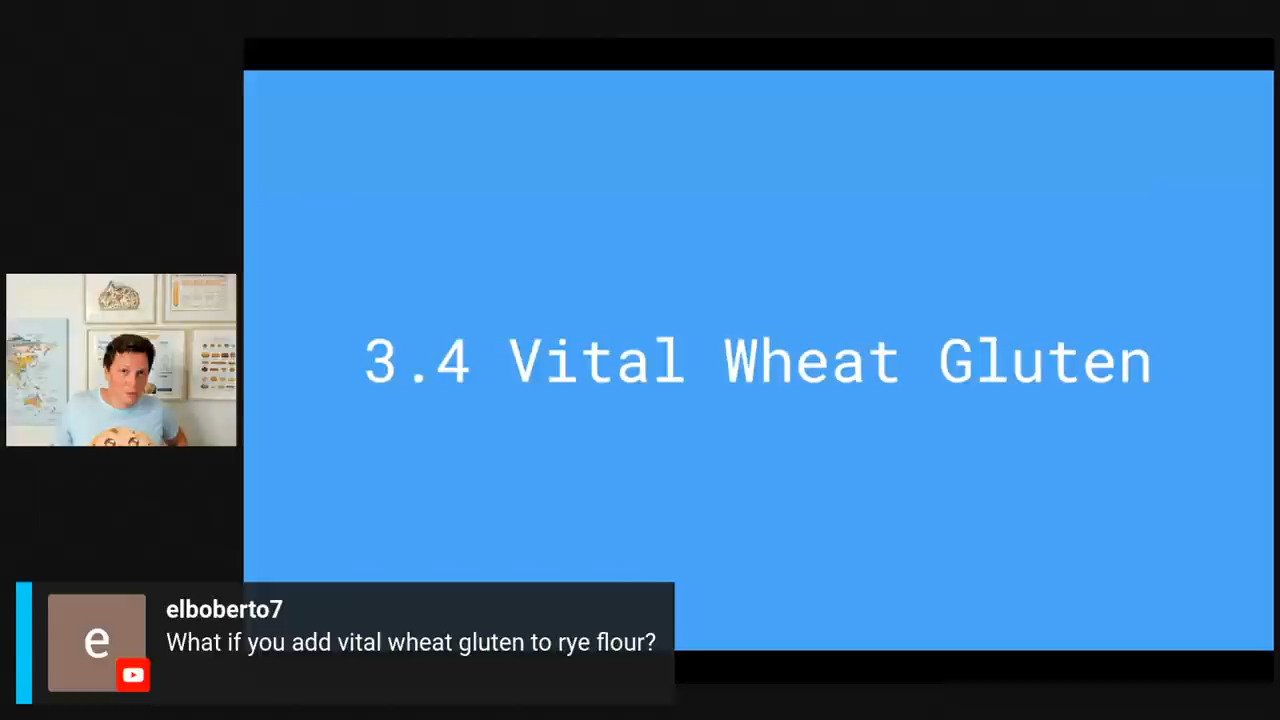 3.4 Vital Wheat Gluten
elboberto7
What if you add vital wheat gluten to rye flour?
e